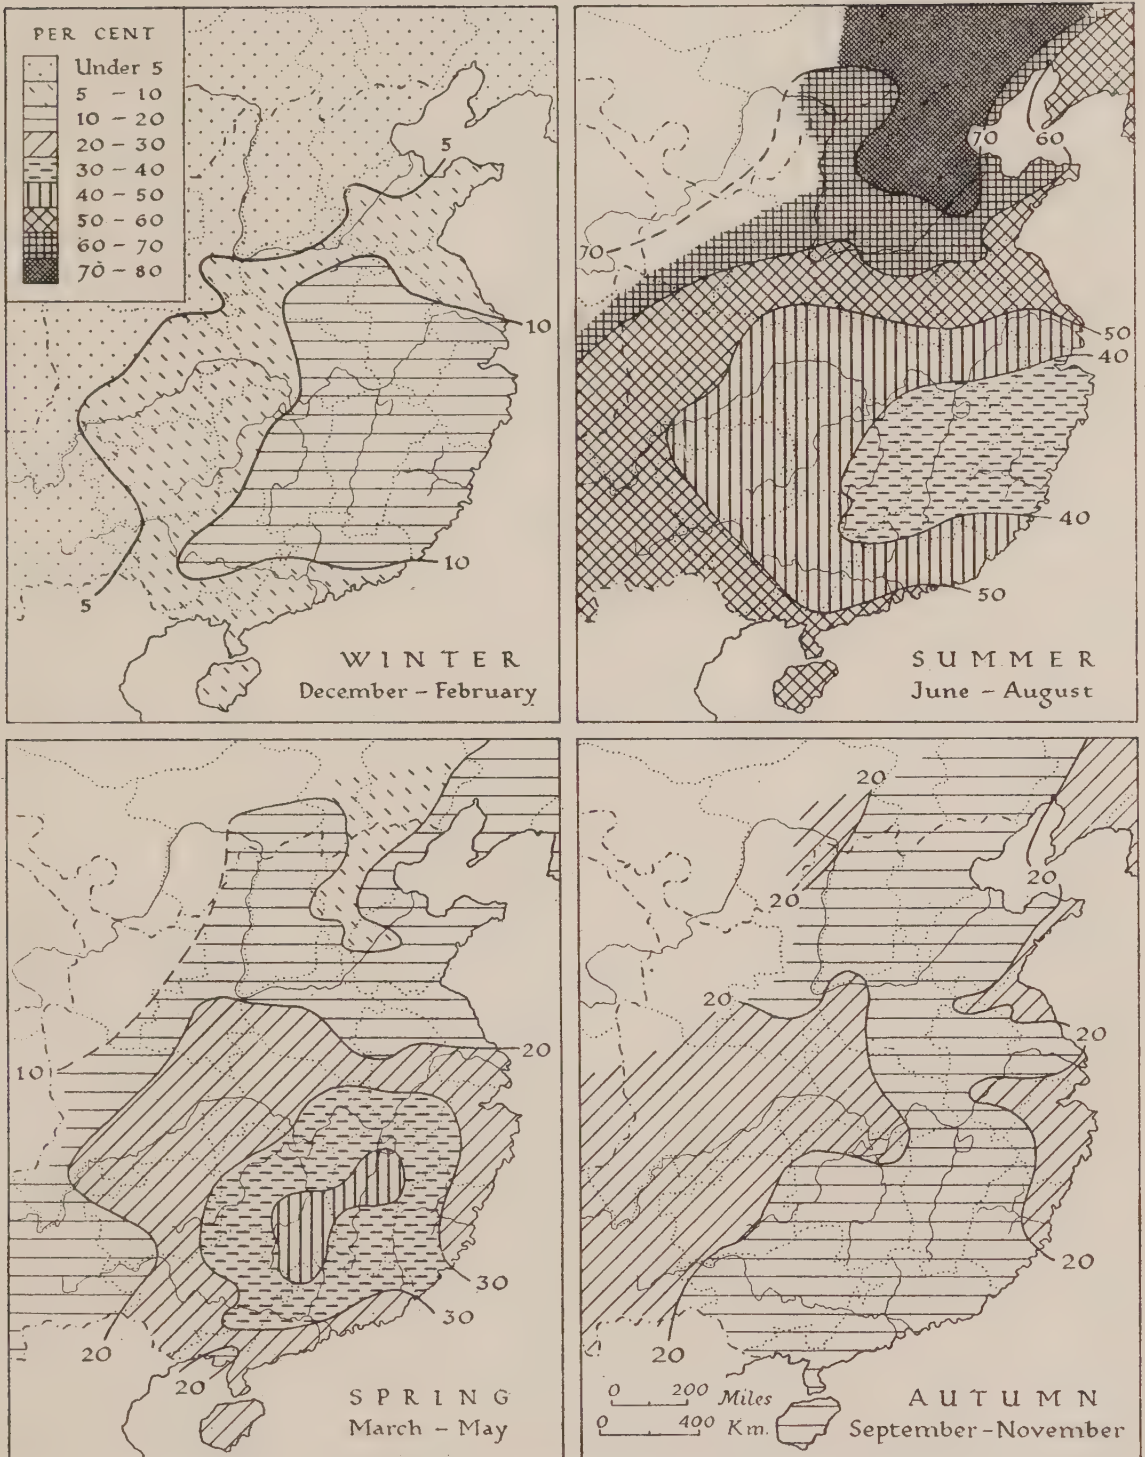 PER CENT
Under 5
5 – 10
10 – 20
20 – 30
30 – 40
40 – 50
50 – 60
60 – 70
70 – 80
5
10
10
5
WINTER
December – February
70
60
70
50
40
40
50
SUMMER
June – August
20
10
30
30
20
20
SPRING
March – May
20
20
20
20
20
20
20
0 200 Miles
0 400 Km.
AUTUMN
September – November